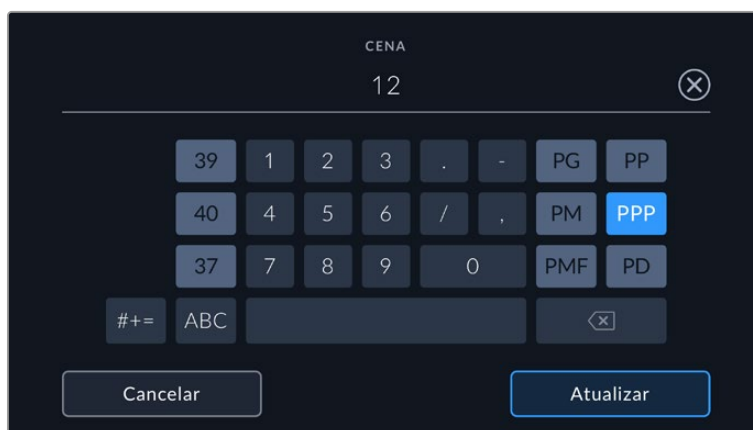 CENA
12
39 1 2 3 . - PG PP
40 4 5 6 / , PM PPP
37 7 8 9 0 PMF PD
#+= ABC
Cancelar Atualizar